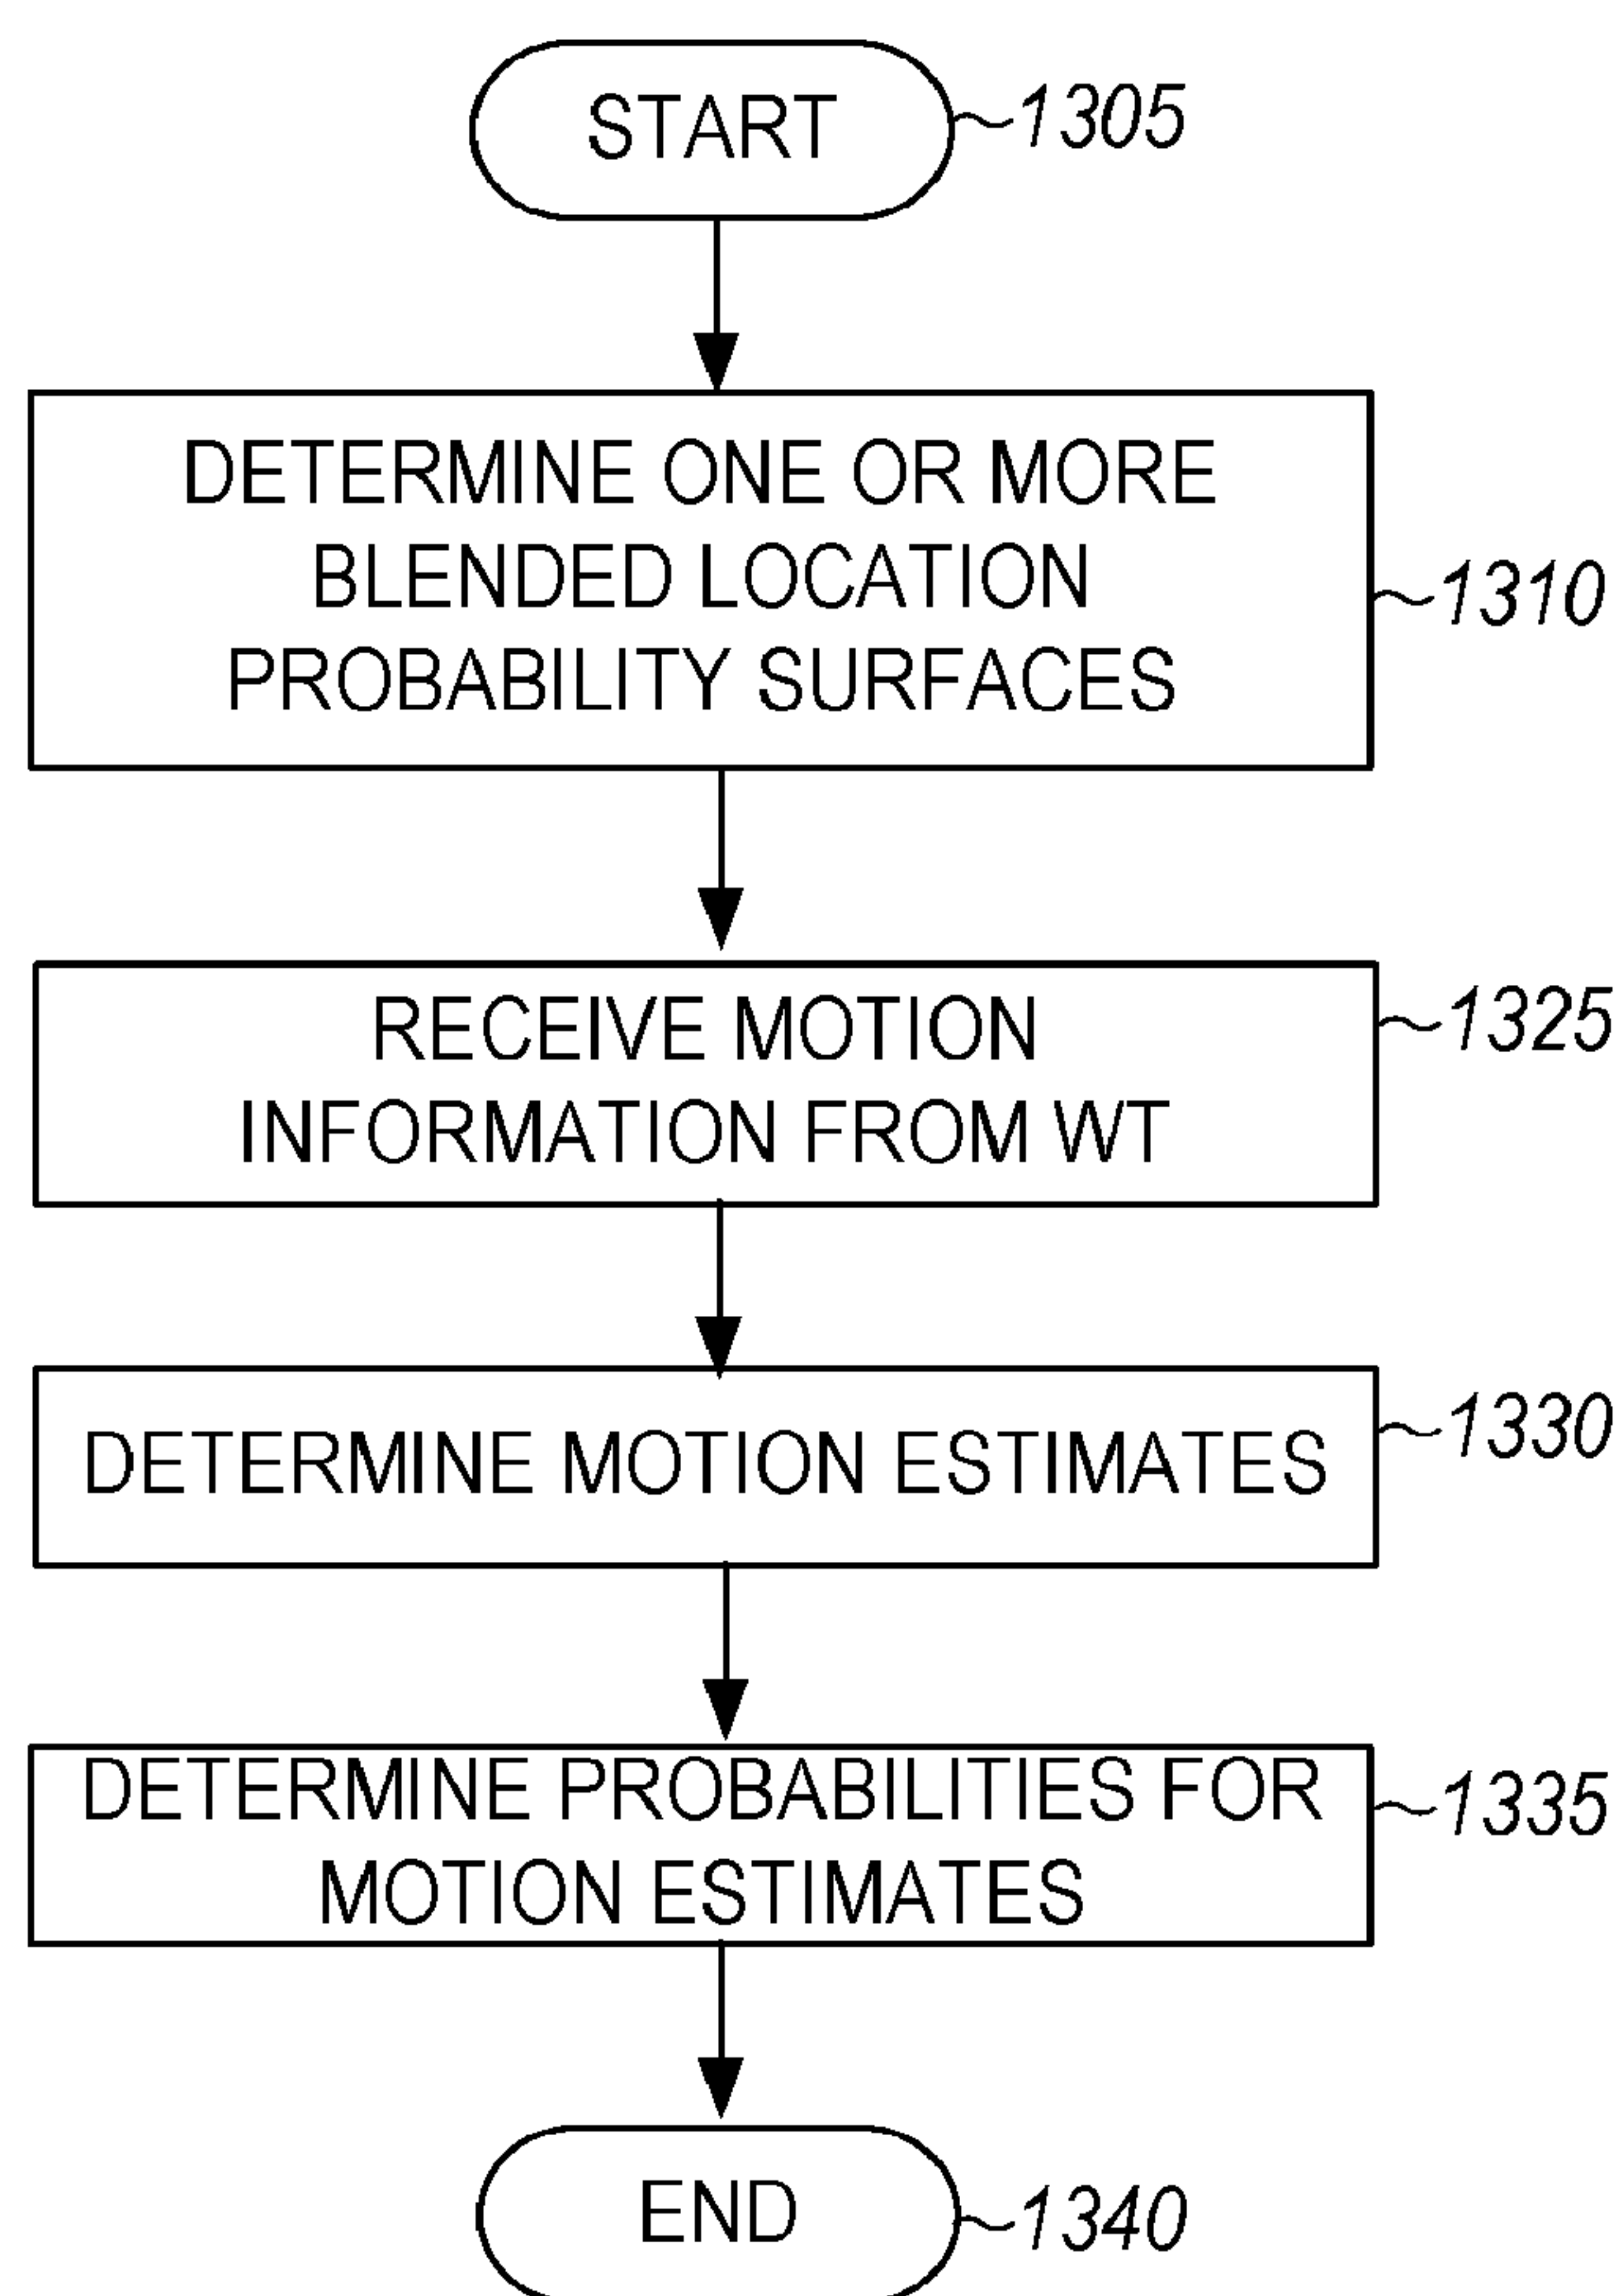 START
1305
DETERMINE ONE OR MORE
BLENDED LOCATION
PROBABILITY SURFACES
1310
RECEIVE MOTION
INFORMATION FROM WT
1325
DETERMINE MOTION ESTIMATES
1330
DETERMINE PROBABILITIES FOR
MOTION ESTIMATES
1335
END
1340